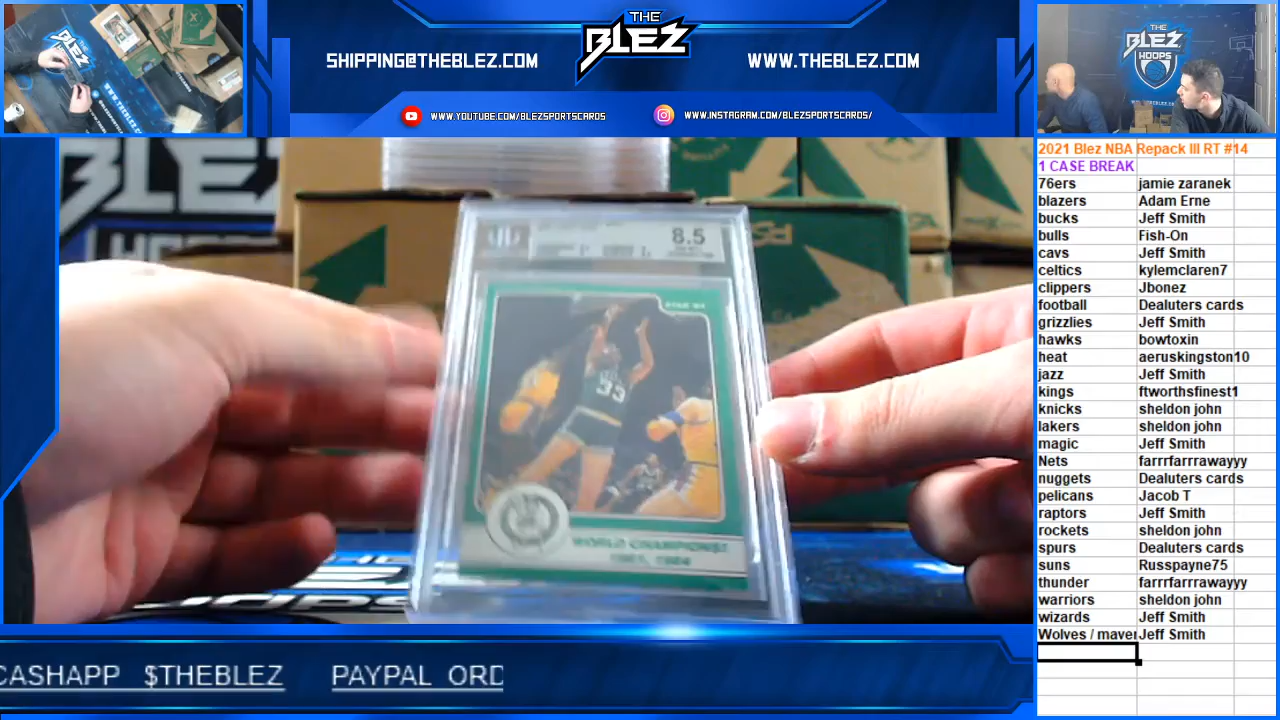 THE
BLEZ
SHIPPING@THEBLEZ.COM
WWW.THEBLEZ.COM
WWW.YOUTUBE.COM/BLEZSPORTSCARDS
WWW.INSTAGRAM.COM/BLEZSPORTSCARDS/
THE
BLEZ
HOOPS
8.5
STAR '84
33
WORLD CHAMPIONS!
1981, 1984
CASHAPP $THEBLEZ PAYPAL ORD
2021 Blez NBA Repack III RT #14
1 CASE BREAK
76ers jamie zaranek
blazers Adam Erne
bucks Jeff Smith
bulls Fish-On
cavs Jeff Smith
celtics kylemclaren7
clippers Jbonez
football Dealuters cards
grizzlies Jeff Smith
hawks bowtoxin
heat aeruskingston10
jazz Jeff Smith
kings ftworthsfinest1
knicks sheldon john
lakers sheldon john
magic Jeff Smith
Nets farrrfarrrawayyy
nuggets Dealuters cards
pelicans Jacob T
raptors Jeff Smith
rockets sheldon john
spurs Dealuters cards
suns Russpayne75
thunder farrrfarrrawayyy
warriors sheldon john
wizards Jeff Smith
Wolves / maver Jeff Smith